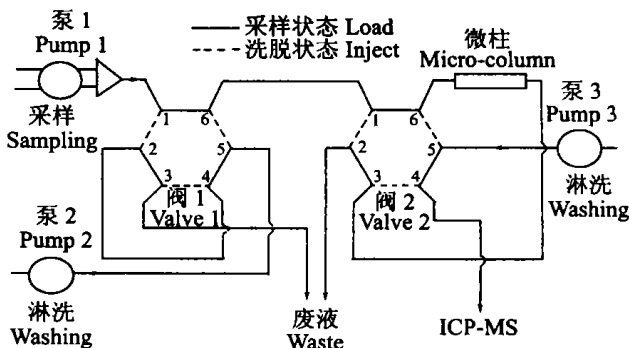 泵 1
Pump 1
采样
Sampling
采样状态 Load
洗脱状态 Inject
微柱
Micro-column
泵 3
Pump 3
淋洗
Washing
1
6
2
5
3
4
阀 1
Valve 1
1
6
2
5
3
4
阀 2
Valve 2
泵 2
Pump 2
淋洗
Washing
废液
Waste
ICP-MS